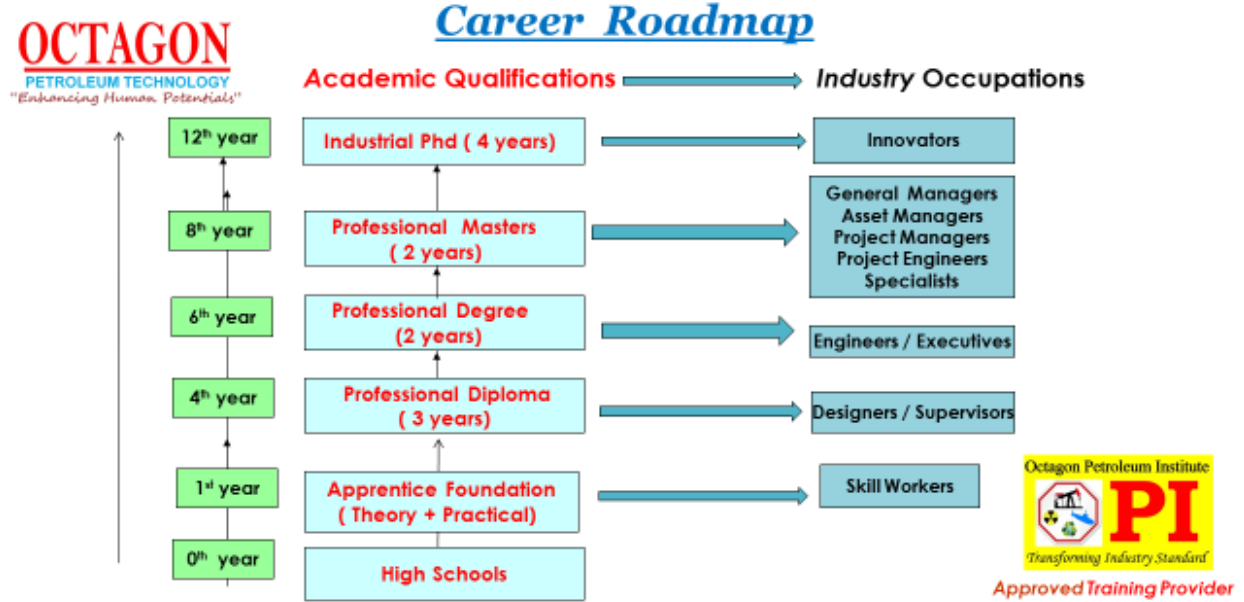 Career Roadmap
OCTAGON
PETROLEUM TECHNOLOGY
"Enhancing Human Potentials"
Academic Qualifications
Industry Occupations
12th year
Industrial Phd ( 4 years)
Innovators
8th year
Professional Masters
( 2 years)
General Managers
Asset Managers
Project Managers
Project Engineers
Specialists
6th year
Professional Degree
(2 years)
Engineers / Executives
4th year
Professional Diploma
( 3 years)
Designers / Supervisors
1st year
Apprentice Foundation
( Theory + Practical)
Skill Workers
0th year
High Schools
Octagon Petroleum Institute
PI
Transforming Industry Standard
Approved Training Provider